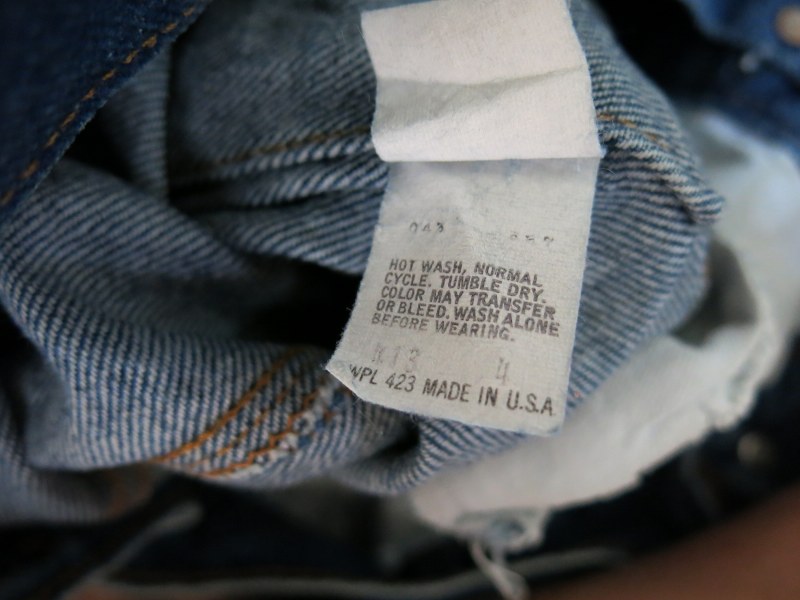 HOT WASH, NORMAL
CYCLE. TUMBLE DRY.
COLOR MAY TRANSFER
OR BLEED. WASH ALONE
BEFORE WEARING.
WPL 423 MADE IN U.S.A.